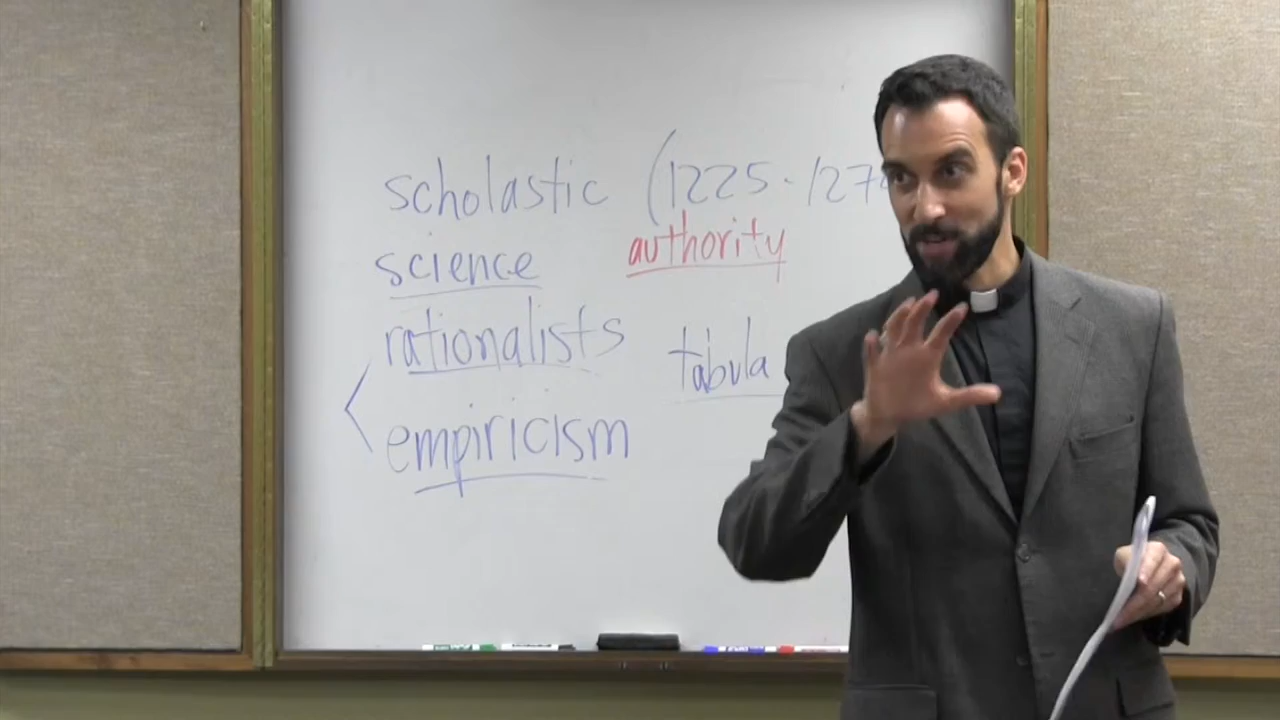 scholastic (1225 - 127
science authority
rationalists tabula
empiricism